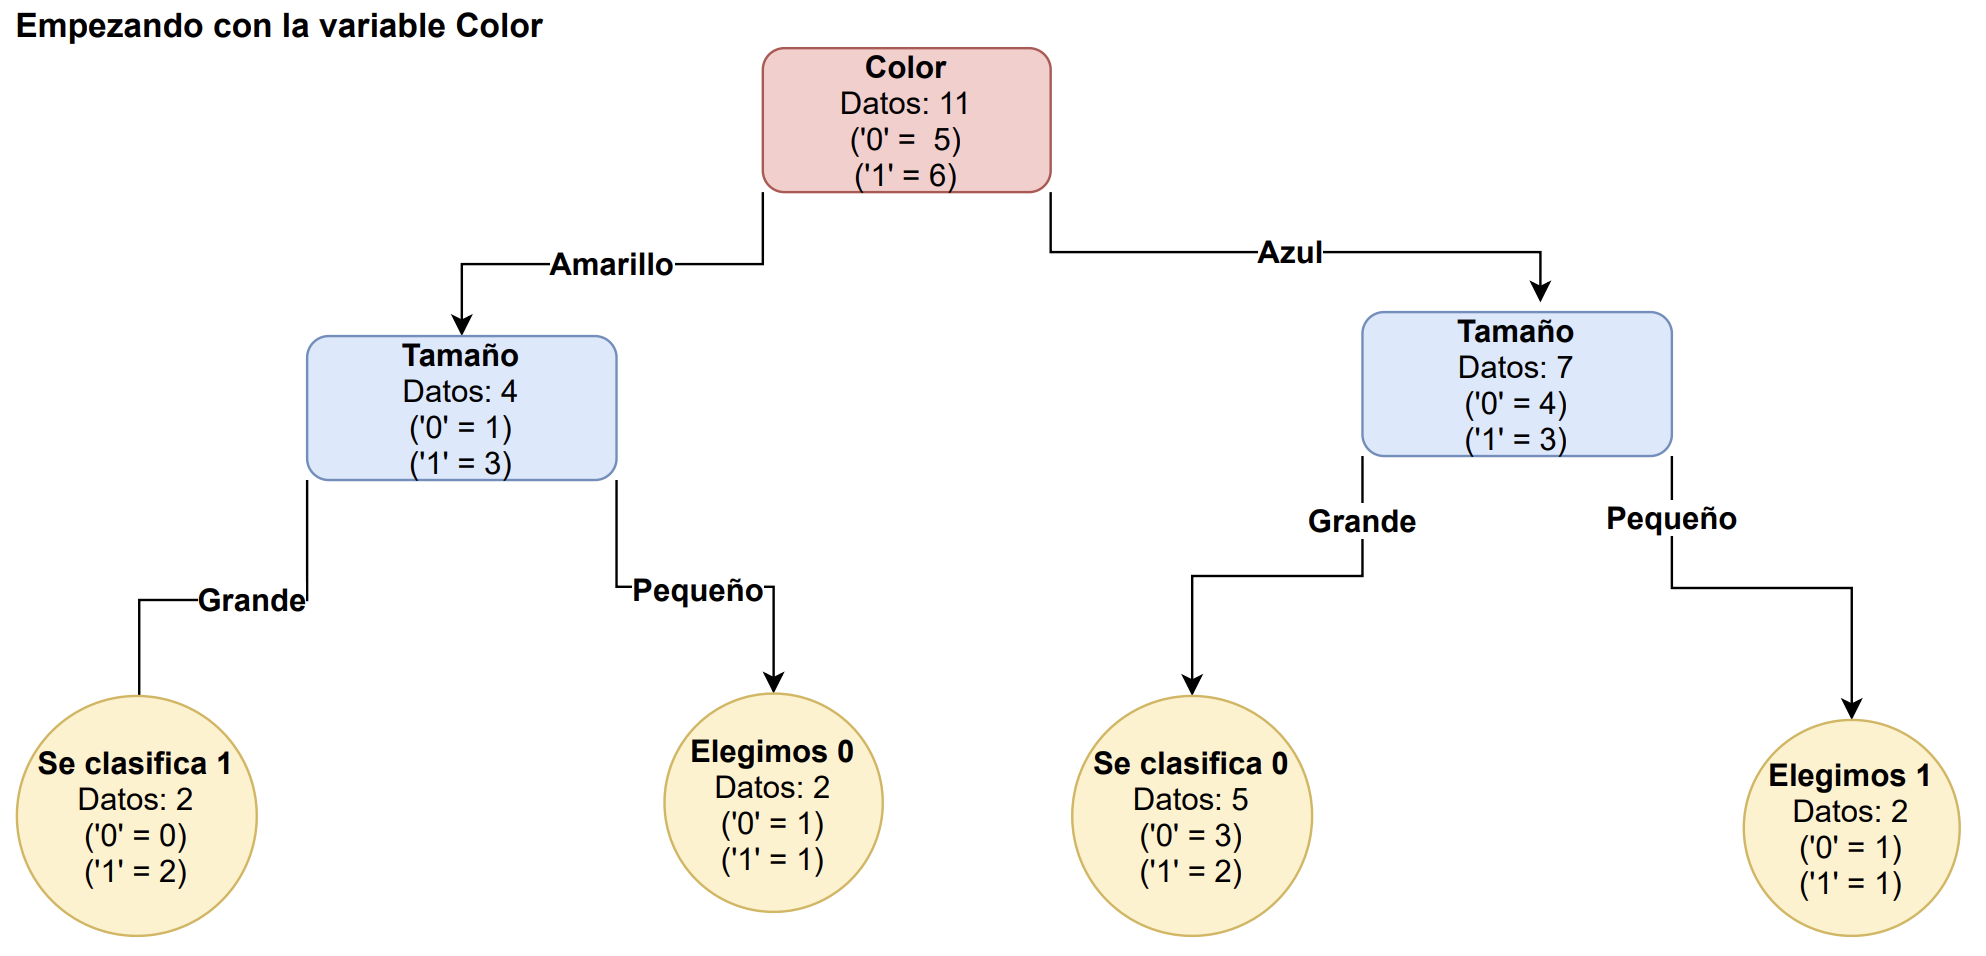 Empezando con la variable Color
Color
Datos: 11
('0' =  5)
('1' = 6)
Amarillo
Azul
Tamaño
Datos: 4
('0' = 1)
('1' = 3)
Tamaño
Datos: 7
('0' = 4)
('1' = 3)
Grande
Pequeño
Grande
Pequeño
Se clasifica 1
Datos: 2
('0' = 0)
('1' = 2)
Elegimos 0
Datos: 2
('0' = 1)
('1' = 1)
Se clasifica 0
Datos: 5
('0' = 3)
('1' = 2)
Elegimos 1
Datos: 2
('0' = 1)
('1' = 1)